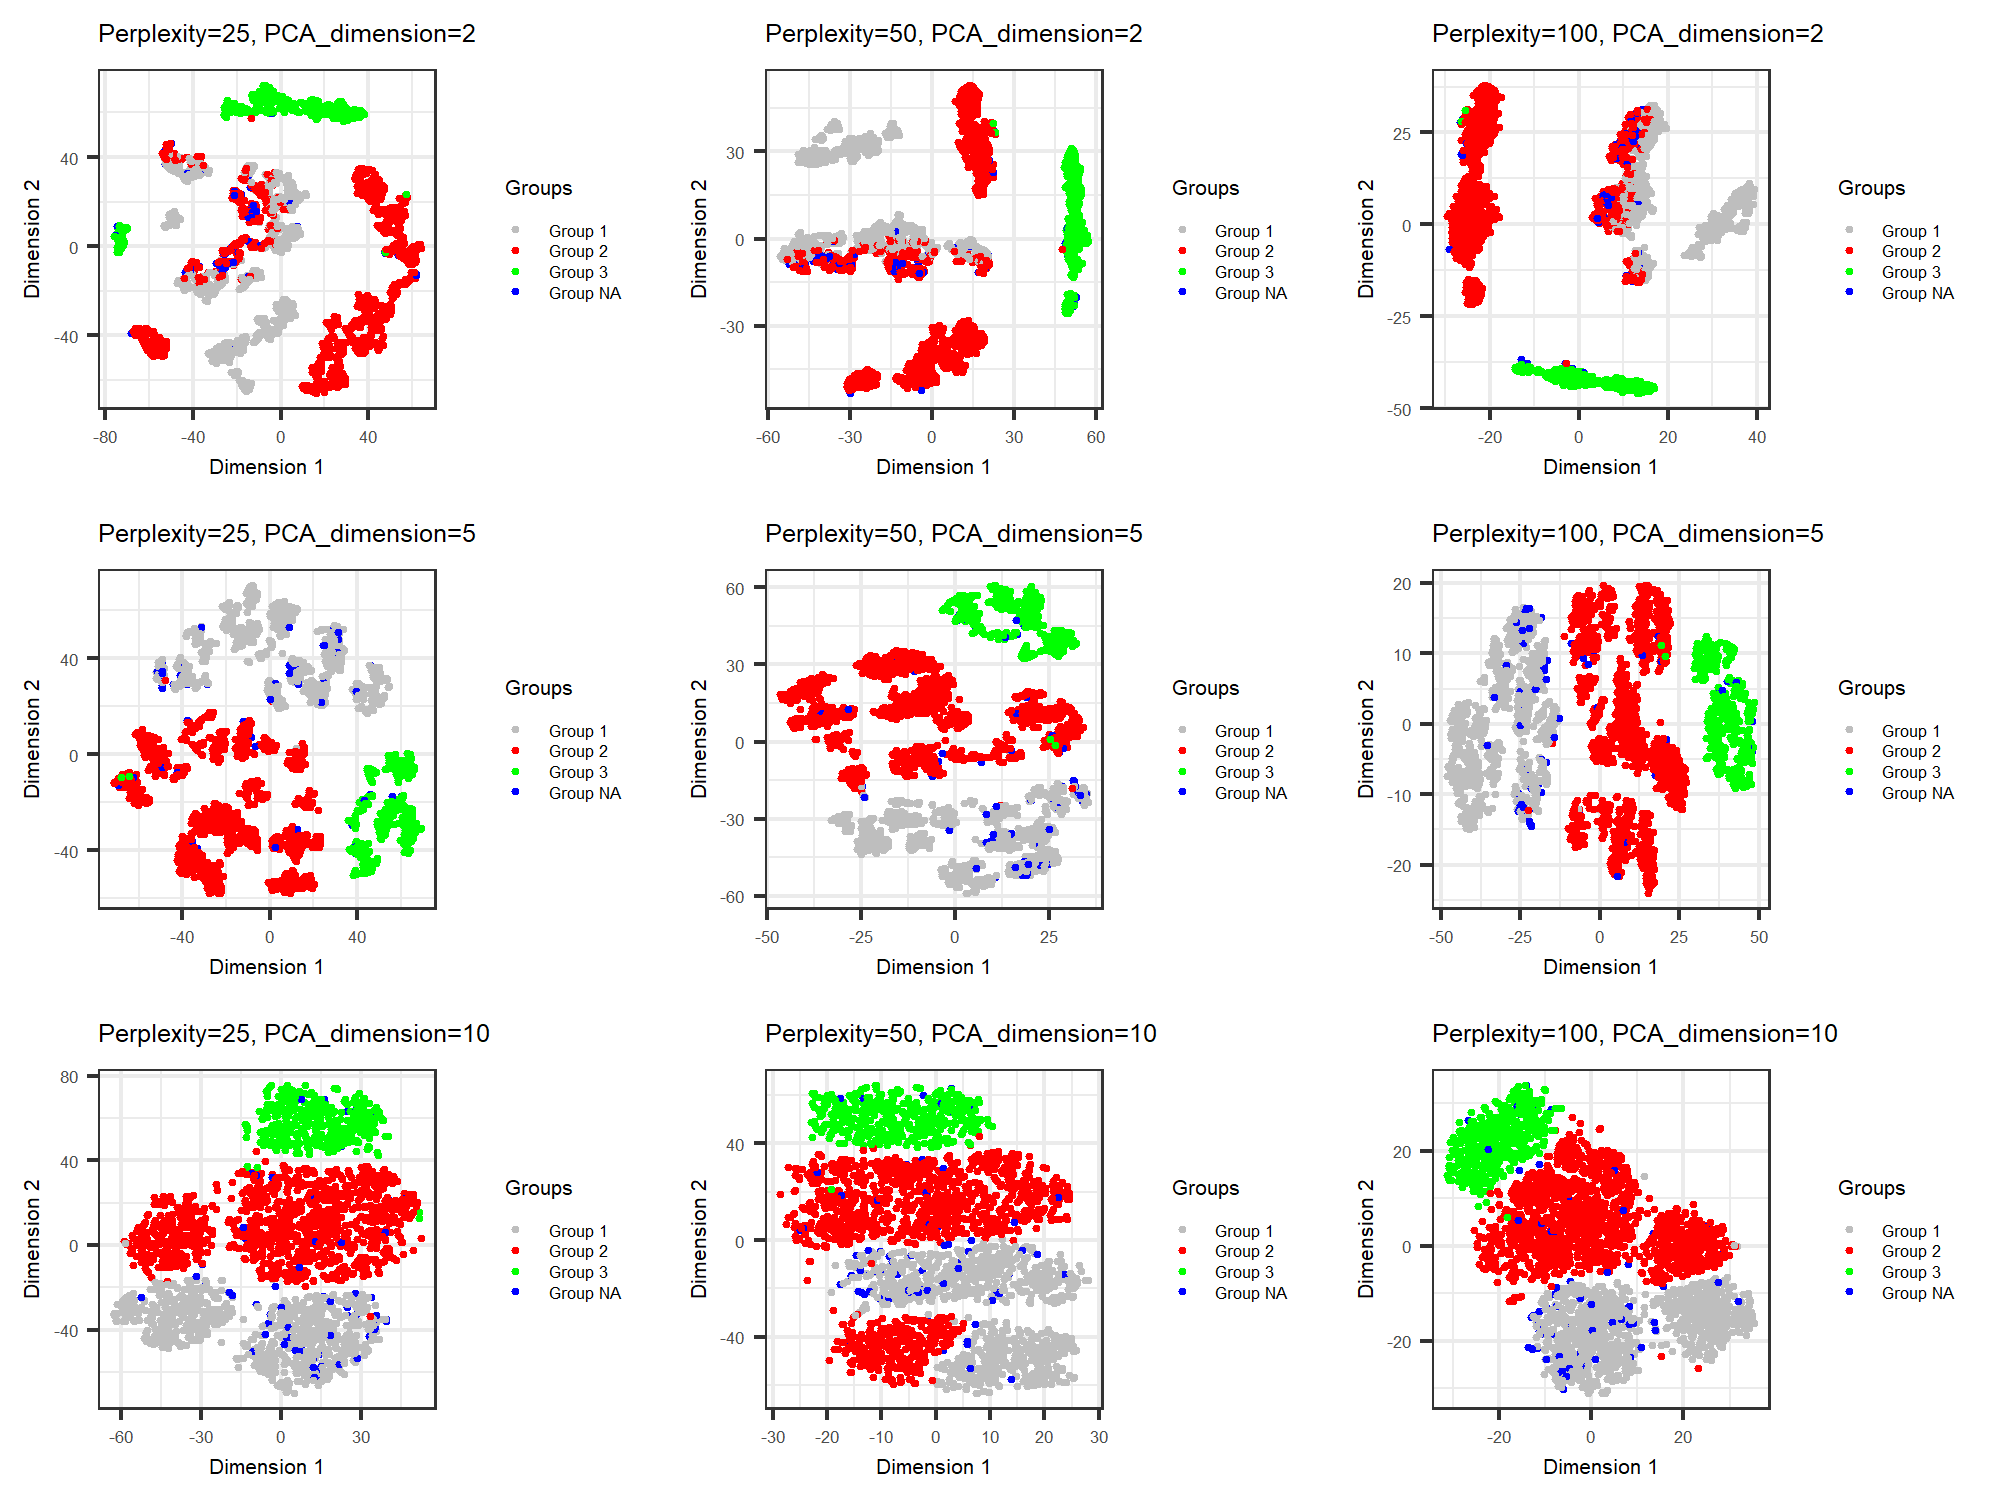 Perplexity=25, PCA_dimension=2
Dimension 2
40
0
-40
-80
-40
0
40
Dimension 1
Groups
Group 1
Group 2
Group 3
Group NA
Perplexity=50, PCA_dimension=2
Dimension 2
30
0
-30
-60
-30
0
30
60
Dimension 1
Groups
Group 1
Group 2
Group 3
Group NA
Perplexity=100, PCA_dimension=2
Dimension 2
25
0
-25
-50
-20
0
20
40
Dimension 1
Groups
Group 1
Group 2
Group 3
Group NA
Perplexity=25, PCA_dimension=5
Dimension 2
40
0
-40
-40
0
40
Dimension 1
Groups
Group 1
Group 2
Group 3
Group NA
Perplexity=50, PCA_dimension=5
Dimension 2
60
30
0
-30
-60
-50
-25
0
25
Dimension 1
Groups
Group 1
Group 2
Group 3
Group NA
Perplexity=100, PCA_dimension=5
Dimension 2
20
10
0
-10
-20
-50
-25
0
25
50
Dimension 1
Groups
Group 1
Group 2
Group 3
Group NA
Perplexity=25, PCA_dimension=10
Dimension 2
80
40
0
-40
-60
-30
0
30
Dimension 1
Groups
Group 1
Group 2
Group 3
Group NA
Perplexity=50, PCA_dimension=10
Dimension 2
40
0
-40
-30
-20
-10
0
10
20
30
Dimension 1
Groups
Group 1
Group 2
Group 3
Group NA
Perplexity=100, PCA_dimension=10
Dimension 2
20
0
-20
-20
0
20
Dimension 1
Groups
Group 1
Group 2
Group 3
Group NA